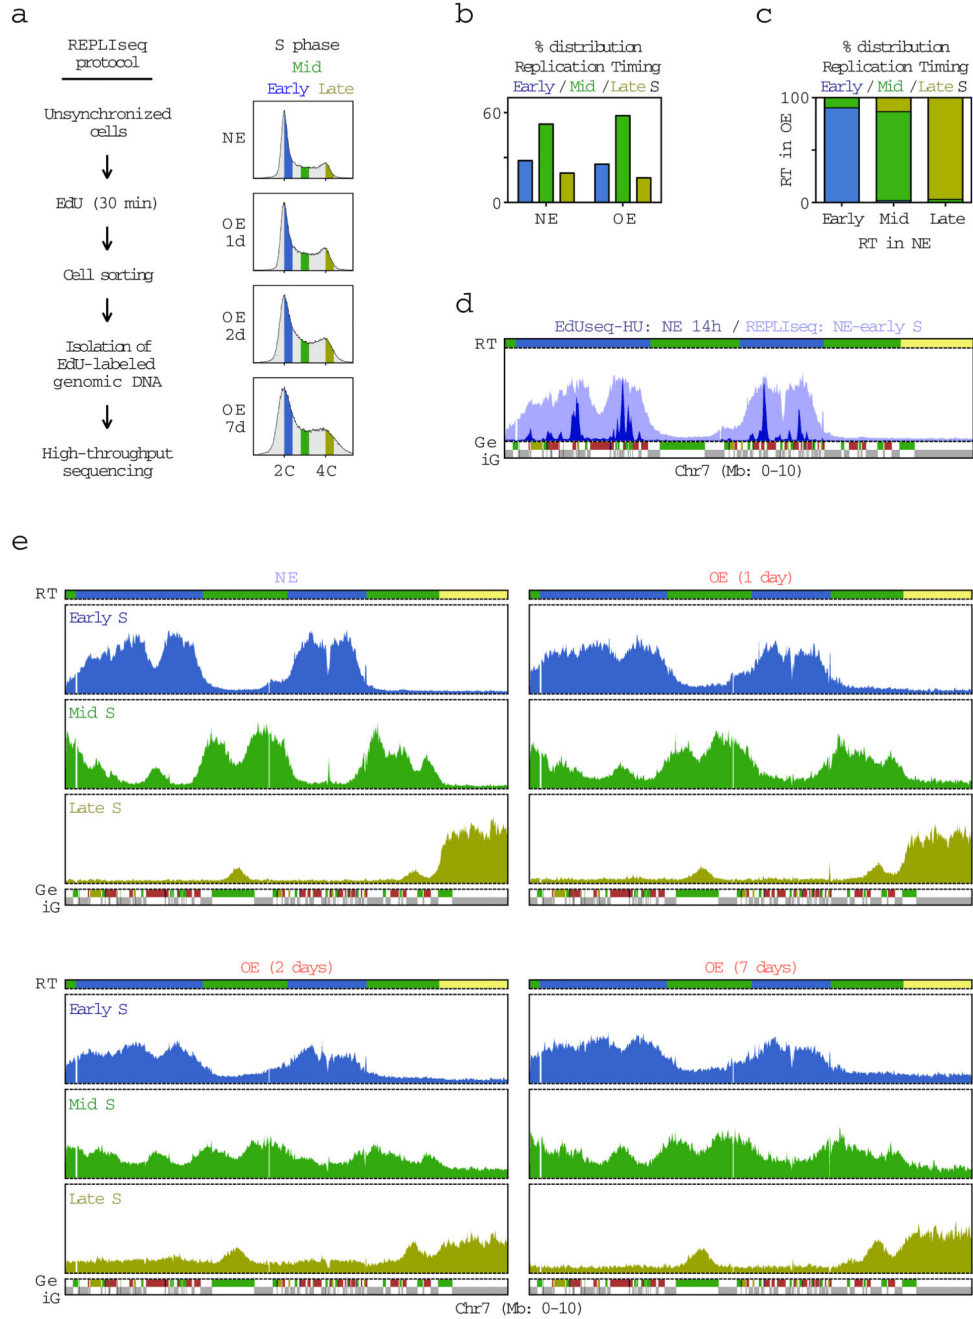 a
REPLIseq
protocol
Unsynchronized
cells
EdU (30 min)
Cell sorting
Isolation of
EdU-labeled
genomic DNA
High-throughput
sequencing
S phase
Mid
Early Late
NE
OE
1d
OE
2d
OE
7d
2C 4C
b
% distribution
Replication Timing
Early / Mid / Late S
60
0
NE OE
c
% distribution
Replication Timing
Early / Mid / Late S
100 100
RT in OE
0 0
Early Mid Late
RT in NE
d
EdUseq-HU: NE 14h / REPLIseq: NE-early S
RT
Ge
iG
Chr7 (Mb: 0-10)
e
NE
RT
Early S
Mid S
Late S
Ge
iG
OE (1 day)
OE (2 days)
RT
Early S
Mid S
Late S
Ge
iG
OE (7 days)
Chr7 (Mb: 0-10)